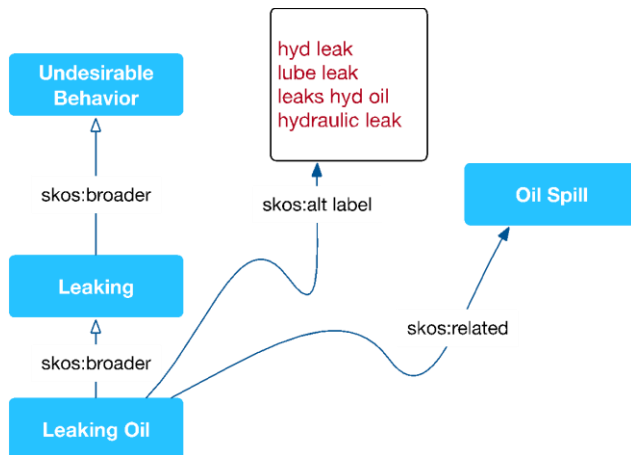 Undesirable
Behavior
hyd leak
lube leak
leaks hyd oil
hydraulic leak
skos:broader
skos:alt label
Oil Spill
Leaking
skos:related
skos:broader
Leaking Oil